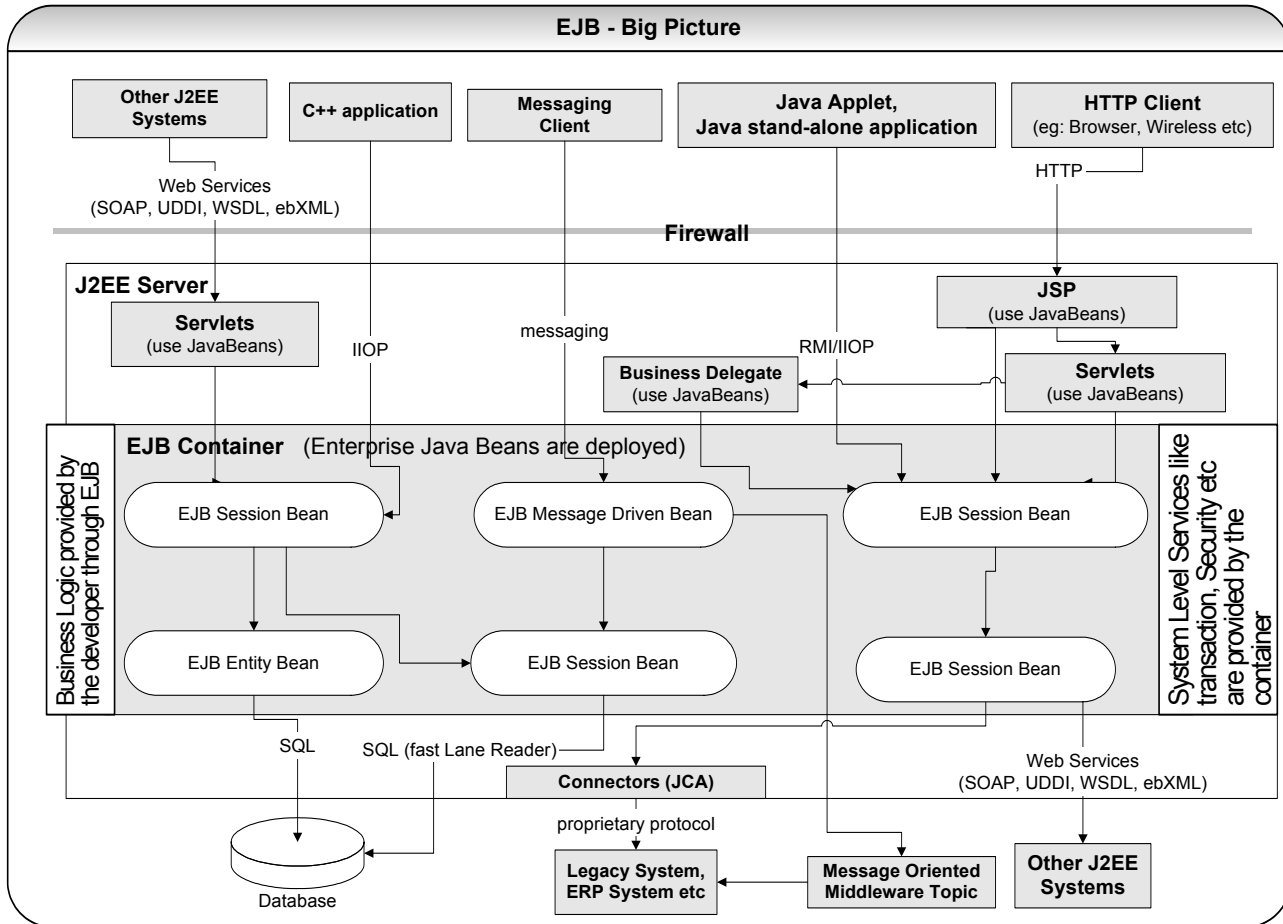 EJB - Big Picture
Other J2EE
Systems
C++ application
Messaging
Client
Java Applet,
Java stand-alone application
HTTP Client
(eg: Browser, Wireless etc)
Web Services
(SOAP, UDDI, WSDL, ebXML)
HTTP
Firewall
J2EE Server
Servlets
(use JavaBeans)
IIOP
messaging
RMI/IIOP
JSP
(use JavaBeans)
Business Delegate
(use JavaBeans)
Servlets
(use JavaBeans)
Business Logic provided by
the developer through EJB
EJB Container (Enterprise Java Beans are deployed)
System Level Services like
transaction, Security etc
are provided by the
container
EJB Session Bean
EJB Message Driven Bean
EJB Session Bean
EJB Entity Bean
EJB Session Bean
EJB Session Bean
SQL
SQL (fast Lane Reader)
Connectors (JCA)
Web Services
(SOAP, UDDI, WSDL, ebXML)
proprietary protocol
Database
Legacy System,
ERP System etc
Message Oriented
Middleware Topic
Other J2EE
Systems